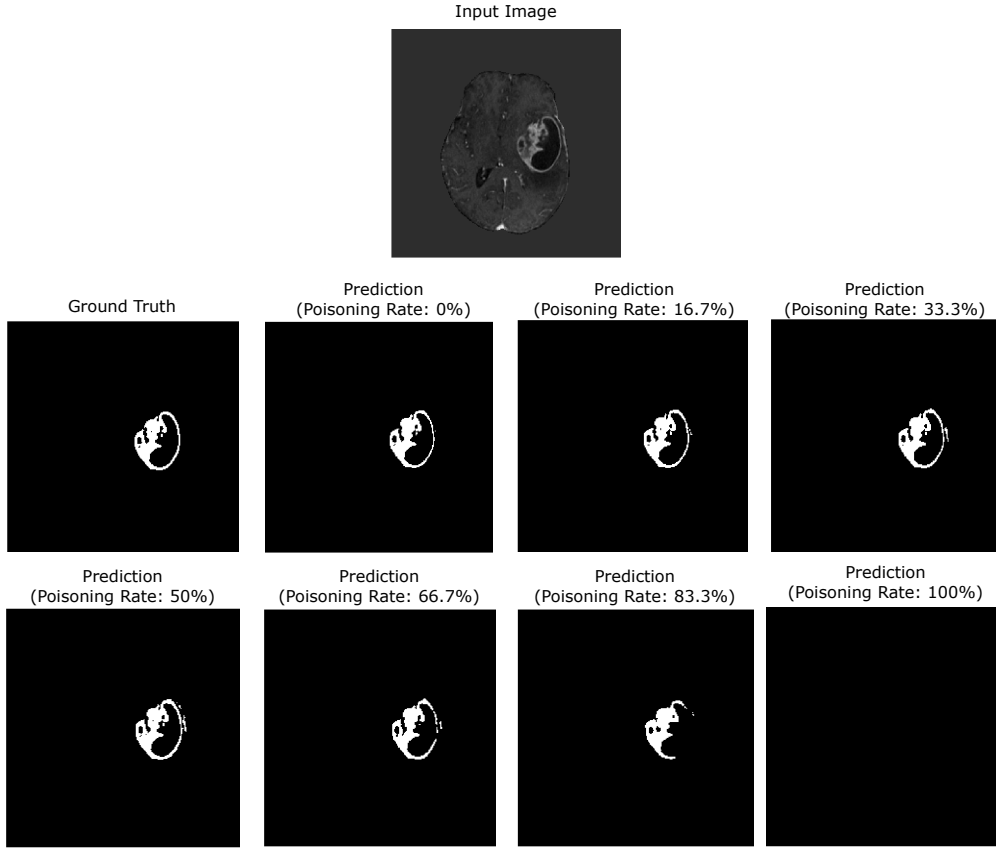 Input Image
Ground Truth
Prediction
(Poisoning Rate: 0%)
Prediction
(Poisoning Rate: 16.7%)
Prediction
(Poisoning Rate: 33.3%)
Prediction
(Poisoning Rate: 50%)
Prediction
(Poisoning Rate: 66.7%)
Prediction
(Poisoning Rate: 83.3%)
Prediction
(Poisoning Rate: 100%)